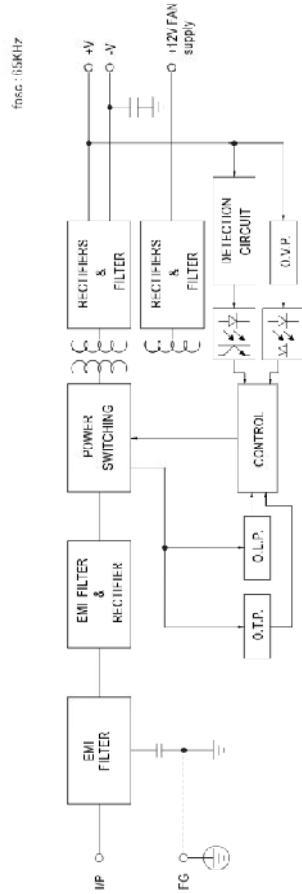 fosc : 65KHz
I/P
FG
EMI
FILTER
EMI FILTER
&
RECTIFIER
POWER
SWITCHING
RECTIFIERS
&
FILTER
RECTIFIERS
&
FILTER
+V
-V
+12V FAN
supply
DETECTION
CIRCUIT
O.V.P.
CONTROL
O.L.P.
O.T.P.